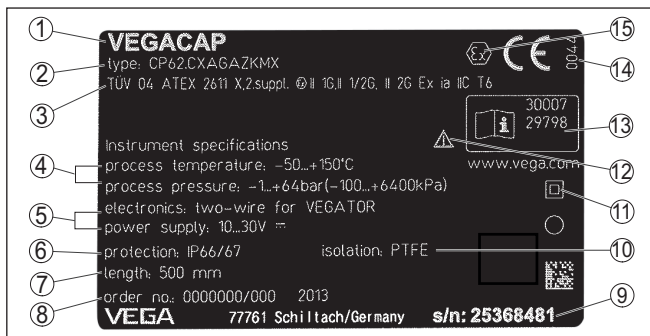 VEGACAP
type: CP62.CXAGAZKMX
TÜV 04 ATEX 2611 X,2.suppl. Ex II 1G,II 1/2G, II 2G Ex ia IIC T6
CE 0044
30007
29798
i
www.vega.com
Instrument specifications
process temperature: -50...+150°C
process pressure: -1...+64bar(-100...+6400kPa)
electronics: two-wire for VEGATOR
power supply: 10...30V
protection: IP66/67 isolation: PTFE
length: 500 mm
order no.: 0000000/000 2013
VEGA 77761 Schiltach/Germany s/n: 25368481
1
2
3
4
5
6
7
8
9
10
11
12
13
14
15